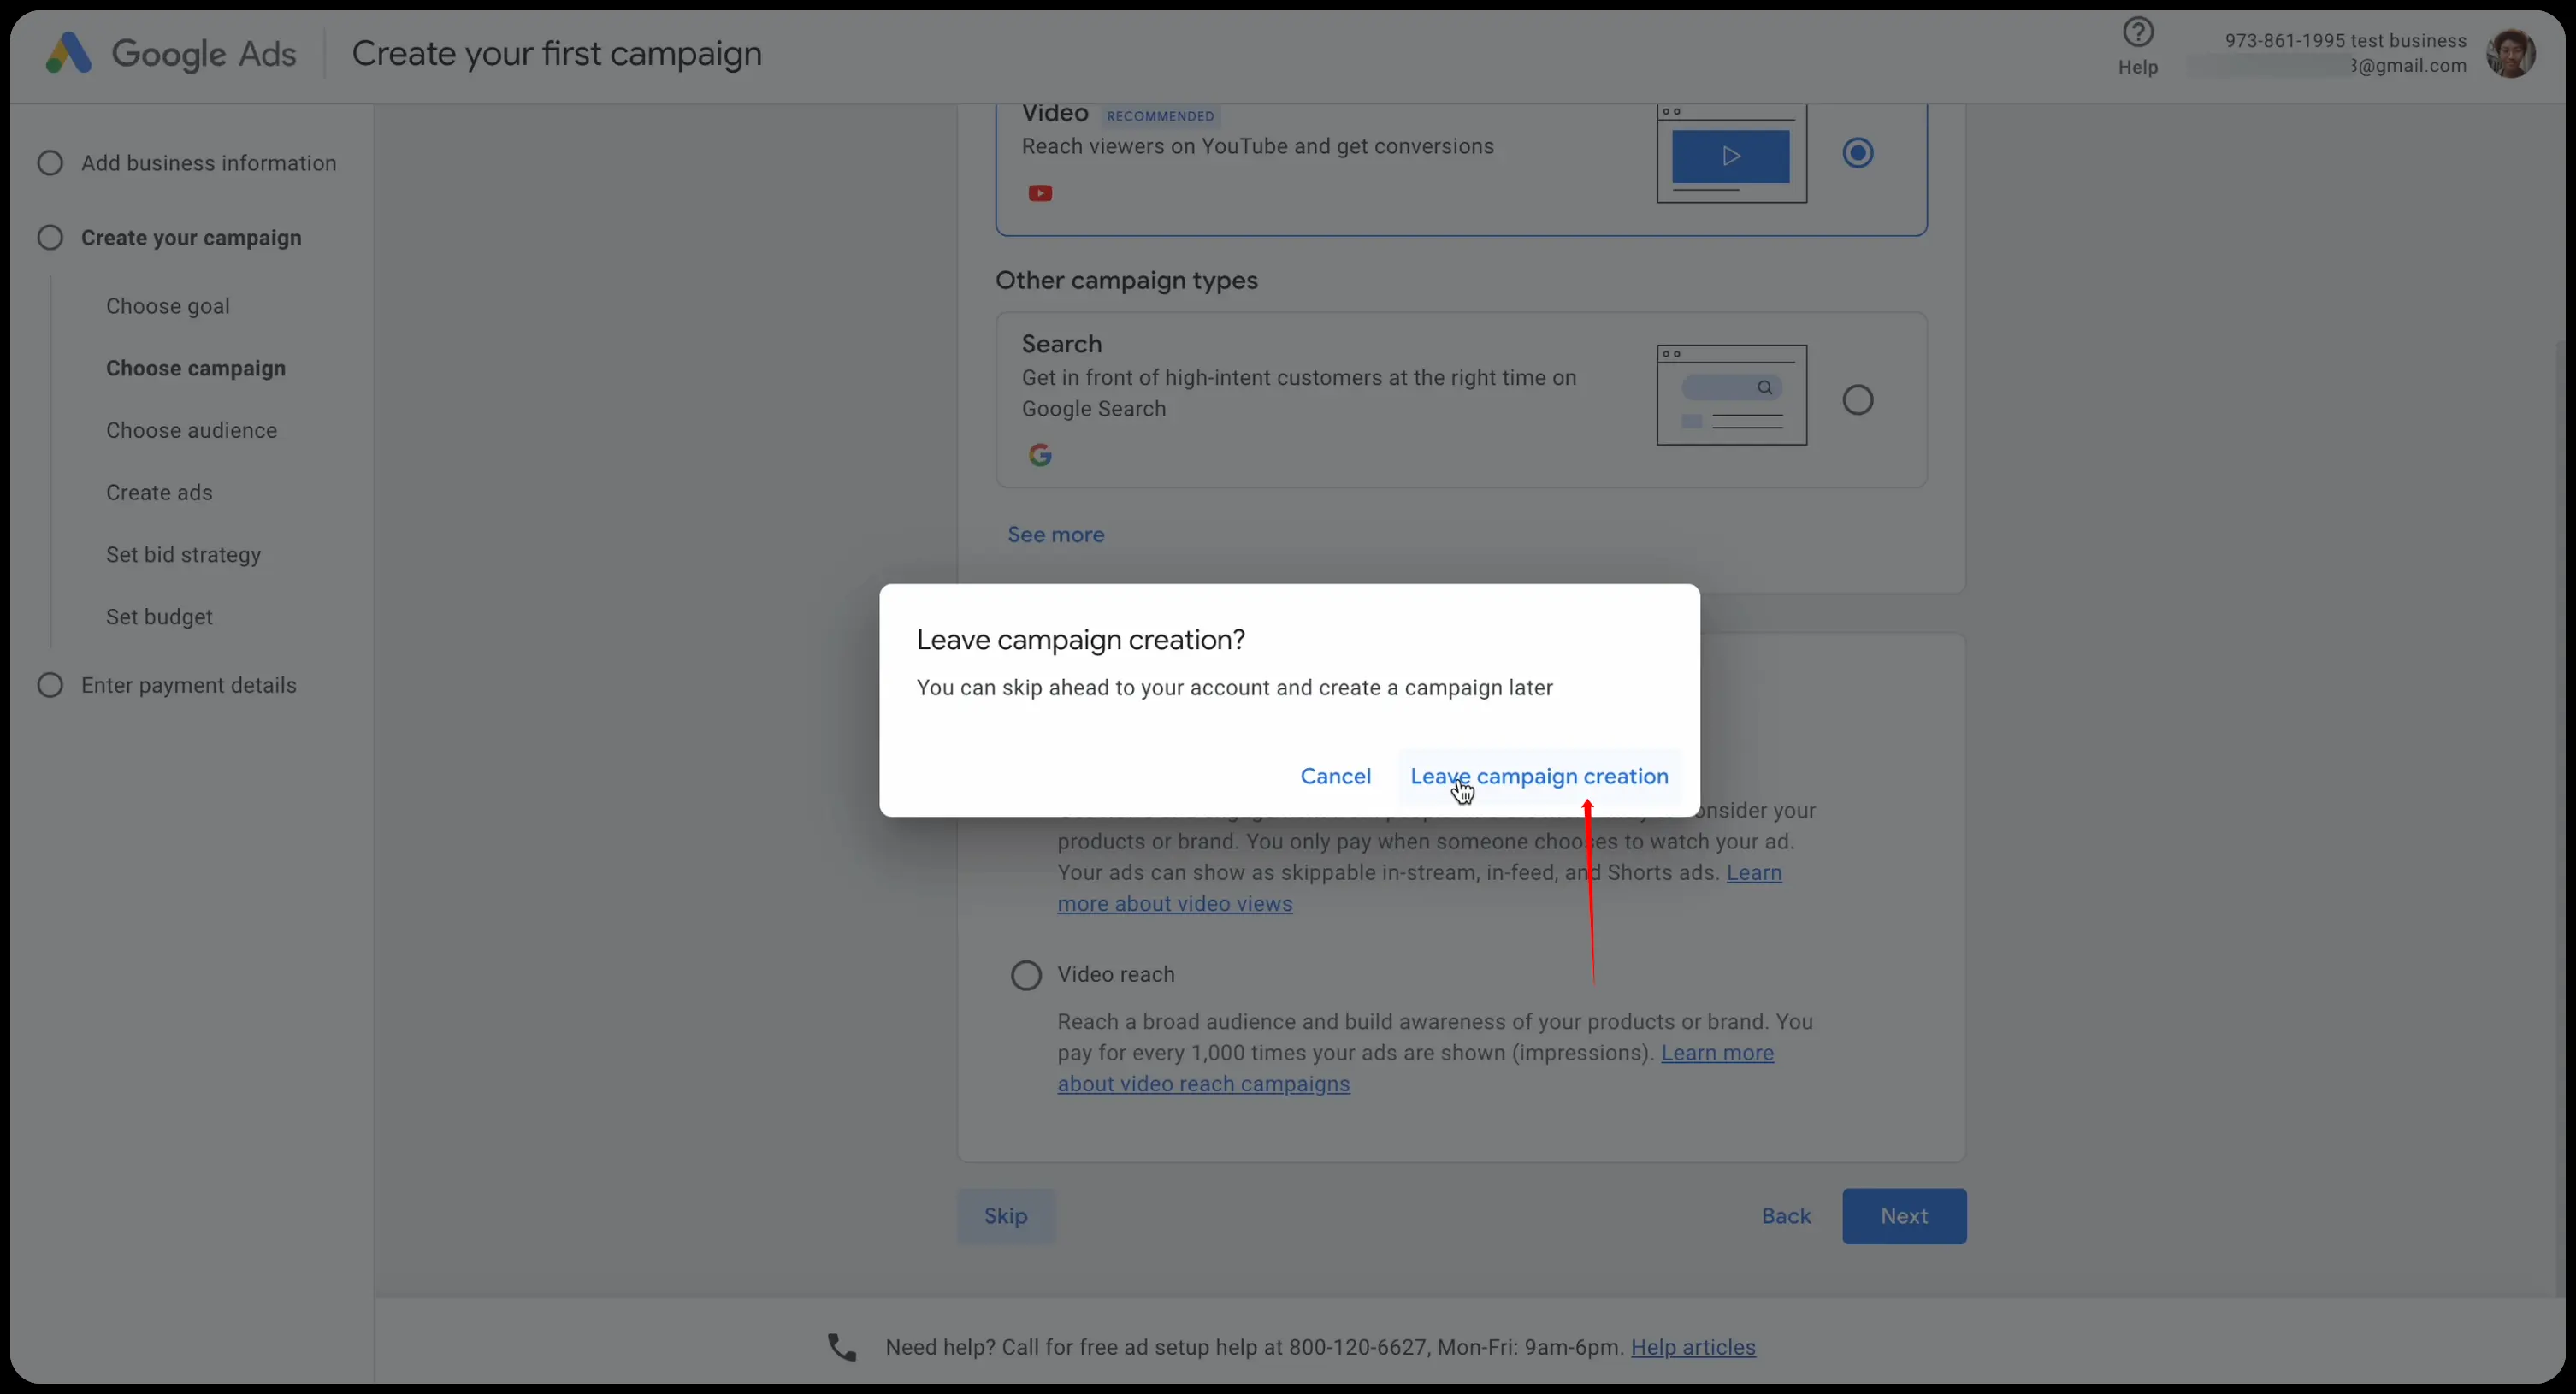 Google Ads
Create your first campaign
Help
973-861-1995 test business
3@gmail.com
Add business information
Create your campaign
Choose goal
Choose campaign
Choose audience
Create ads
Set bid strategy
Set budget
Enter payment details
Video RECOMMENDED
Reach viewers on YouTube and get conversions
Other campaign types
Search
Get in front of high-intent customers at the right time on
Google Search
See more
Leave campaign creation?
You can skip ahead to your account and create a campaign later
Cancel
Leave campaign creation
onsider your
products or brand. You only pay when someone chooses to watch your ad.
Your ads can show as skippable in-stream, in-feed, and Shorts ads. Learn
more about video views
Video reach
Reach a broad audience and build awareness of your products or brand. You
pay for every 1,000 times your ads are shown (impressions). Learn more
about video reach campaigns
Skip
Back
Next
Need help? Call for free ad setup help at 800-120-6627, Mon-Fri: 9am-6pm. Help articles